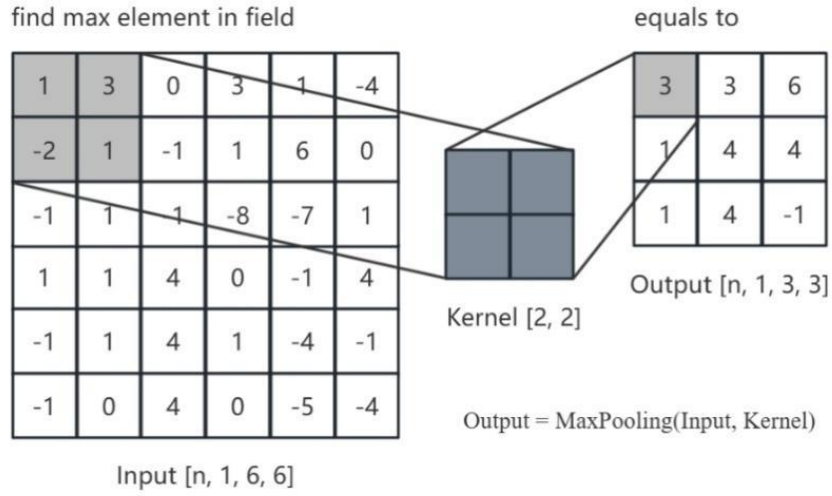 find max element in field
equals to
1 3 0 3 1 -4
-2 1 -1 1 6 0
-1 1 1 -8 -7 1
1 1 4 0 -1 4
-1 1 4 1 -4 -1
-1 0 4 0 -5 -4
Input [n, 1, 6, 6]
Kernel [2, 2]
3 3 6
1 4 4
1 4 -1
Output [n, 1, 3, 3]
Output = MaxPooling(Input, Kernel)